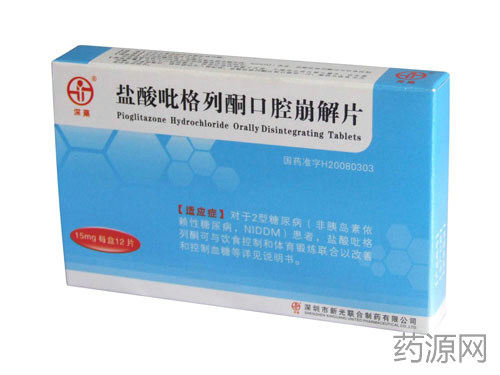 深囂
盐酸吡格列酮口腔崩解片
Pioglitazone Hydrochloride Orally Disintegrating Tablets
国药准字H20080303
【适应症】对于2型糖尿病(非胰岛素依
赖性糖尿病,NIDDM)患者,盐酸吡格
列酮可与饮食控制和体育锻炼联合以改善
和控制血糖等详见说明书。
15mg 每盒12片
深圳市新光联合制药有限公司
药源网